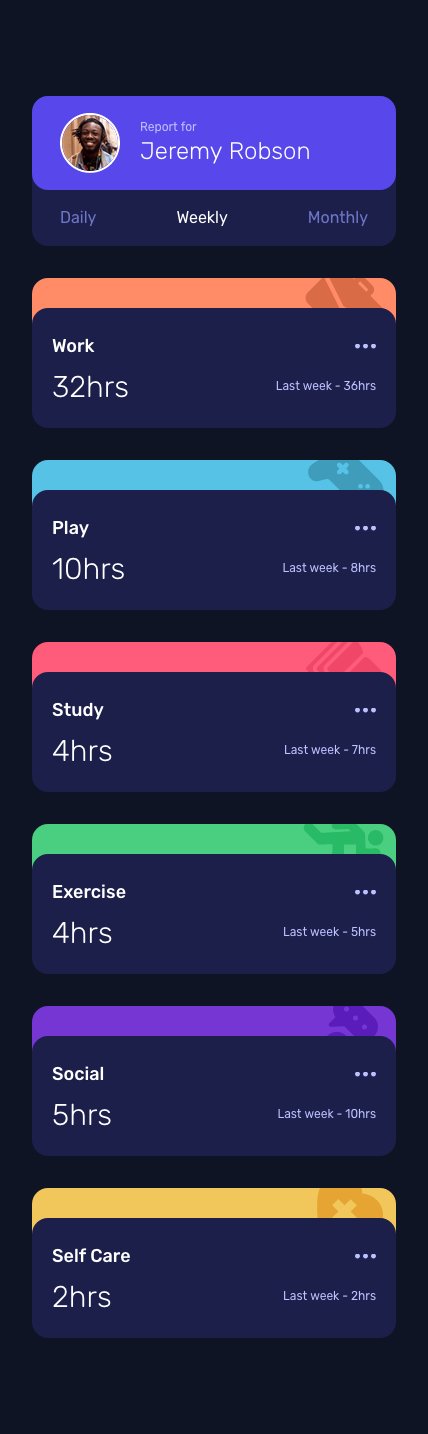 Report for
Jeremy Robson
Daily Weekly Monthly
Work
32hrs Last week - 36hrs
Play
10hrs Last week - 8hrs
Study
4hrs Last week - 7hrs
Exercise
4hrs Last week - 5hrs
Social
5hrs Last week - 10hrs
Self Care
2hrs Last week - 2hrs